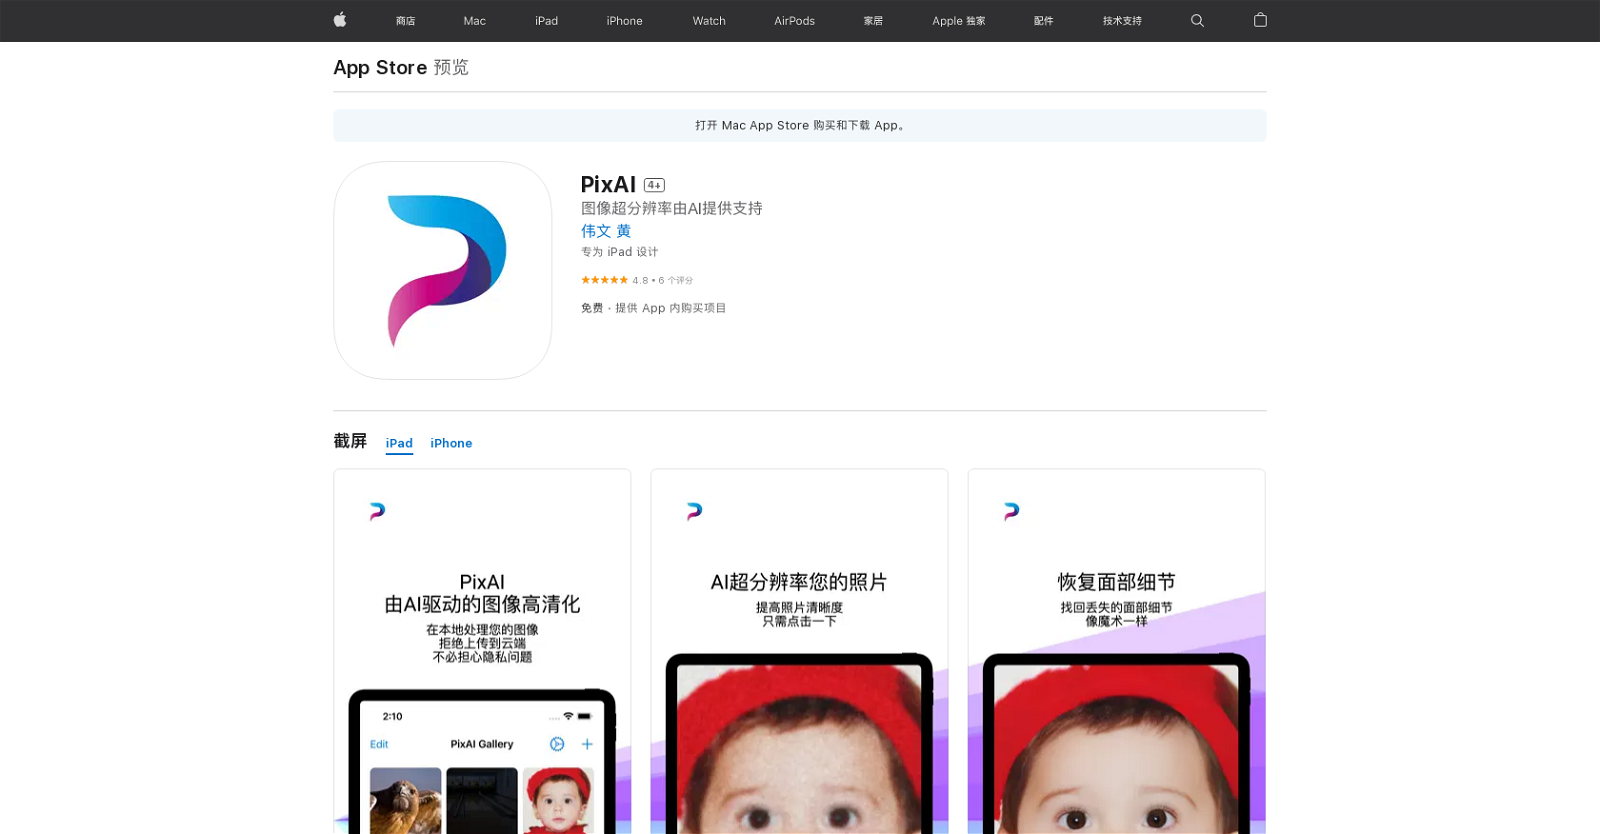 商店 Mac iPad iPhone Watch AirPods 家居 Apple 独家 配件 技术支持
App Store 预览
打开 Mac App Store 购买和下载 App。
PixAI 4+
图像超分辨率由AI提供支持
伟文 黄
专为 iPad 设计
★★★★★ 4.8 • 6 个评分
免费 · 提供 App 内购买项目
截屏 iPad iPhone
PixAI
由AI驱动的图像高清化
在本地处理您的图像
拒绝上传到云端
不必担心隐私问题
2:10
Edit PixAI Gallery
AI超分辨率您的照片
提高照片清晰度
只需点击一下
恢复面部细节
找回丢失的面部细节
像魔术一样